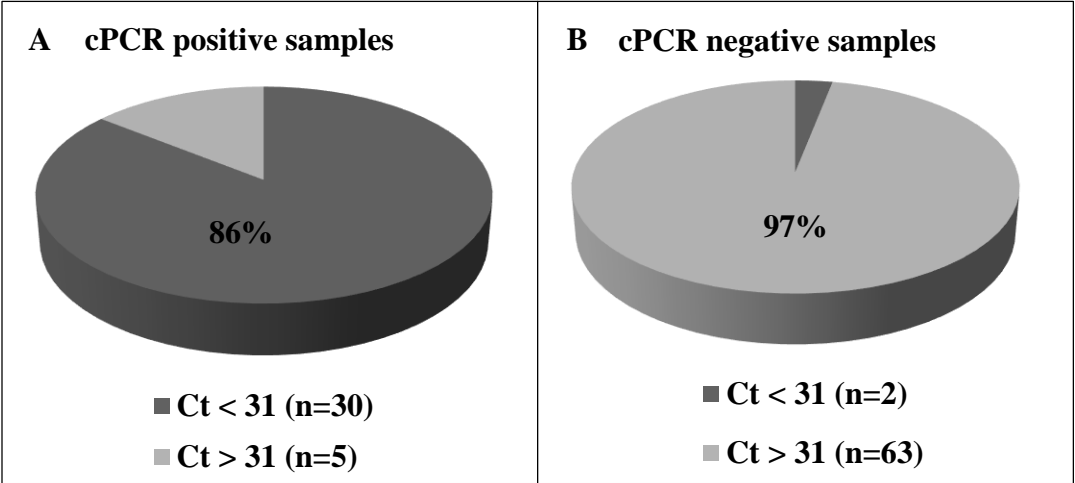 A cPCR positive samples
86%
Ct < 31 (n=30)
Ct > 31 (n=5)
B cPCR negative samples
97%
Ct < 31 (n=2)
Ct > 31 (n=63)